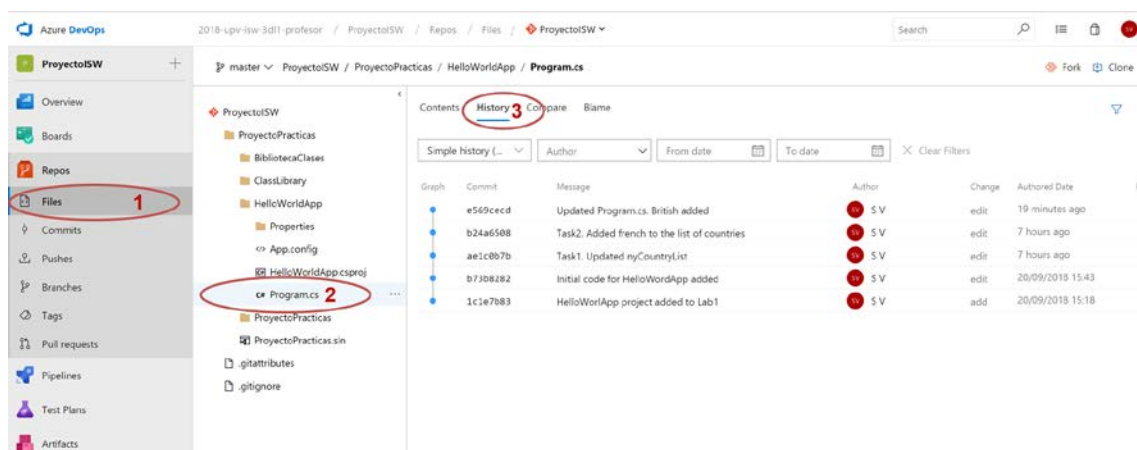 Azure DevOps
2018-upv-isw-3dl1-profesor / ProyectoISW / Repos / Files / ProyectoISW
Search
SV
P ProyectoISW +
master ProyectoISW / ProyectoPracticas / HelloWorldApp / Program.cs
Fork Clone
Overview
Boards
Repos
Files 1
Commits
Pushes
Branches
Tags
Pull requests
Pipelines
Test Plans
Artifacts
ProyectoISW
ProyectoPracticas
BibliotecaClases
ClassLibrary
HelloWorldApp
Properties
App.config
HelloWorldApp.csproj
C# Program.cs 2 ...
ProyectoPracticas
ProyectoPracticas.sln
.gitattributes
.gitignore
Contents History 3 Compare Blame
Simple history (... Author From date To date Clear Filters
Graph Commit Message Author Change Authored Date
e569cecd Updated Program.cs. British added SV S V edit 19 minutes ago
b24a6508 Task2. Added french to the list of countries SV S V edit 7 hours ago
ae1c0b7b Task1. Updated nyCountryList SV S V edit 7 hours ago
b73b8282 Initial code for HelloWordApp added SV S V edit 20/09/2018 15:43
1c1e7b83 HelloWorlApp project added to Lab1 SV S V add 20/09/2018 15:18